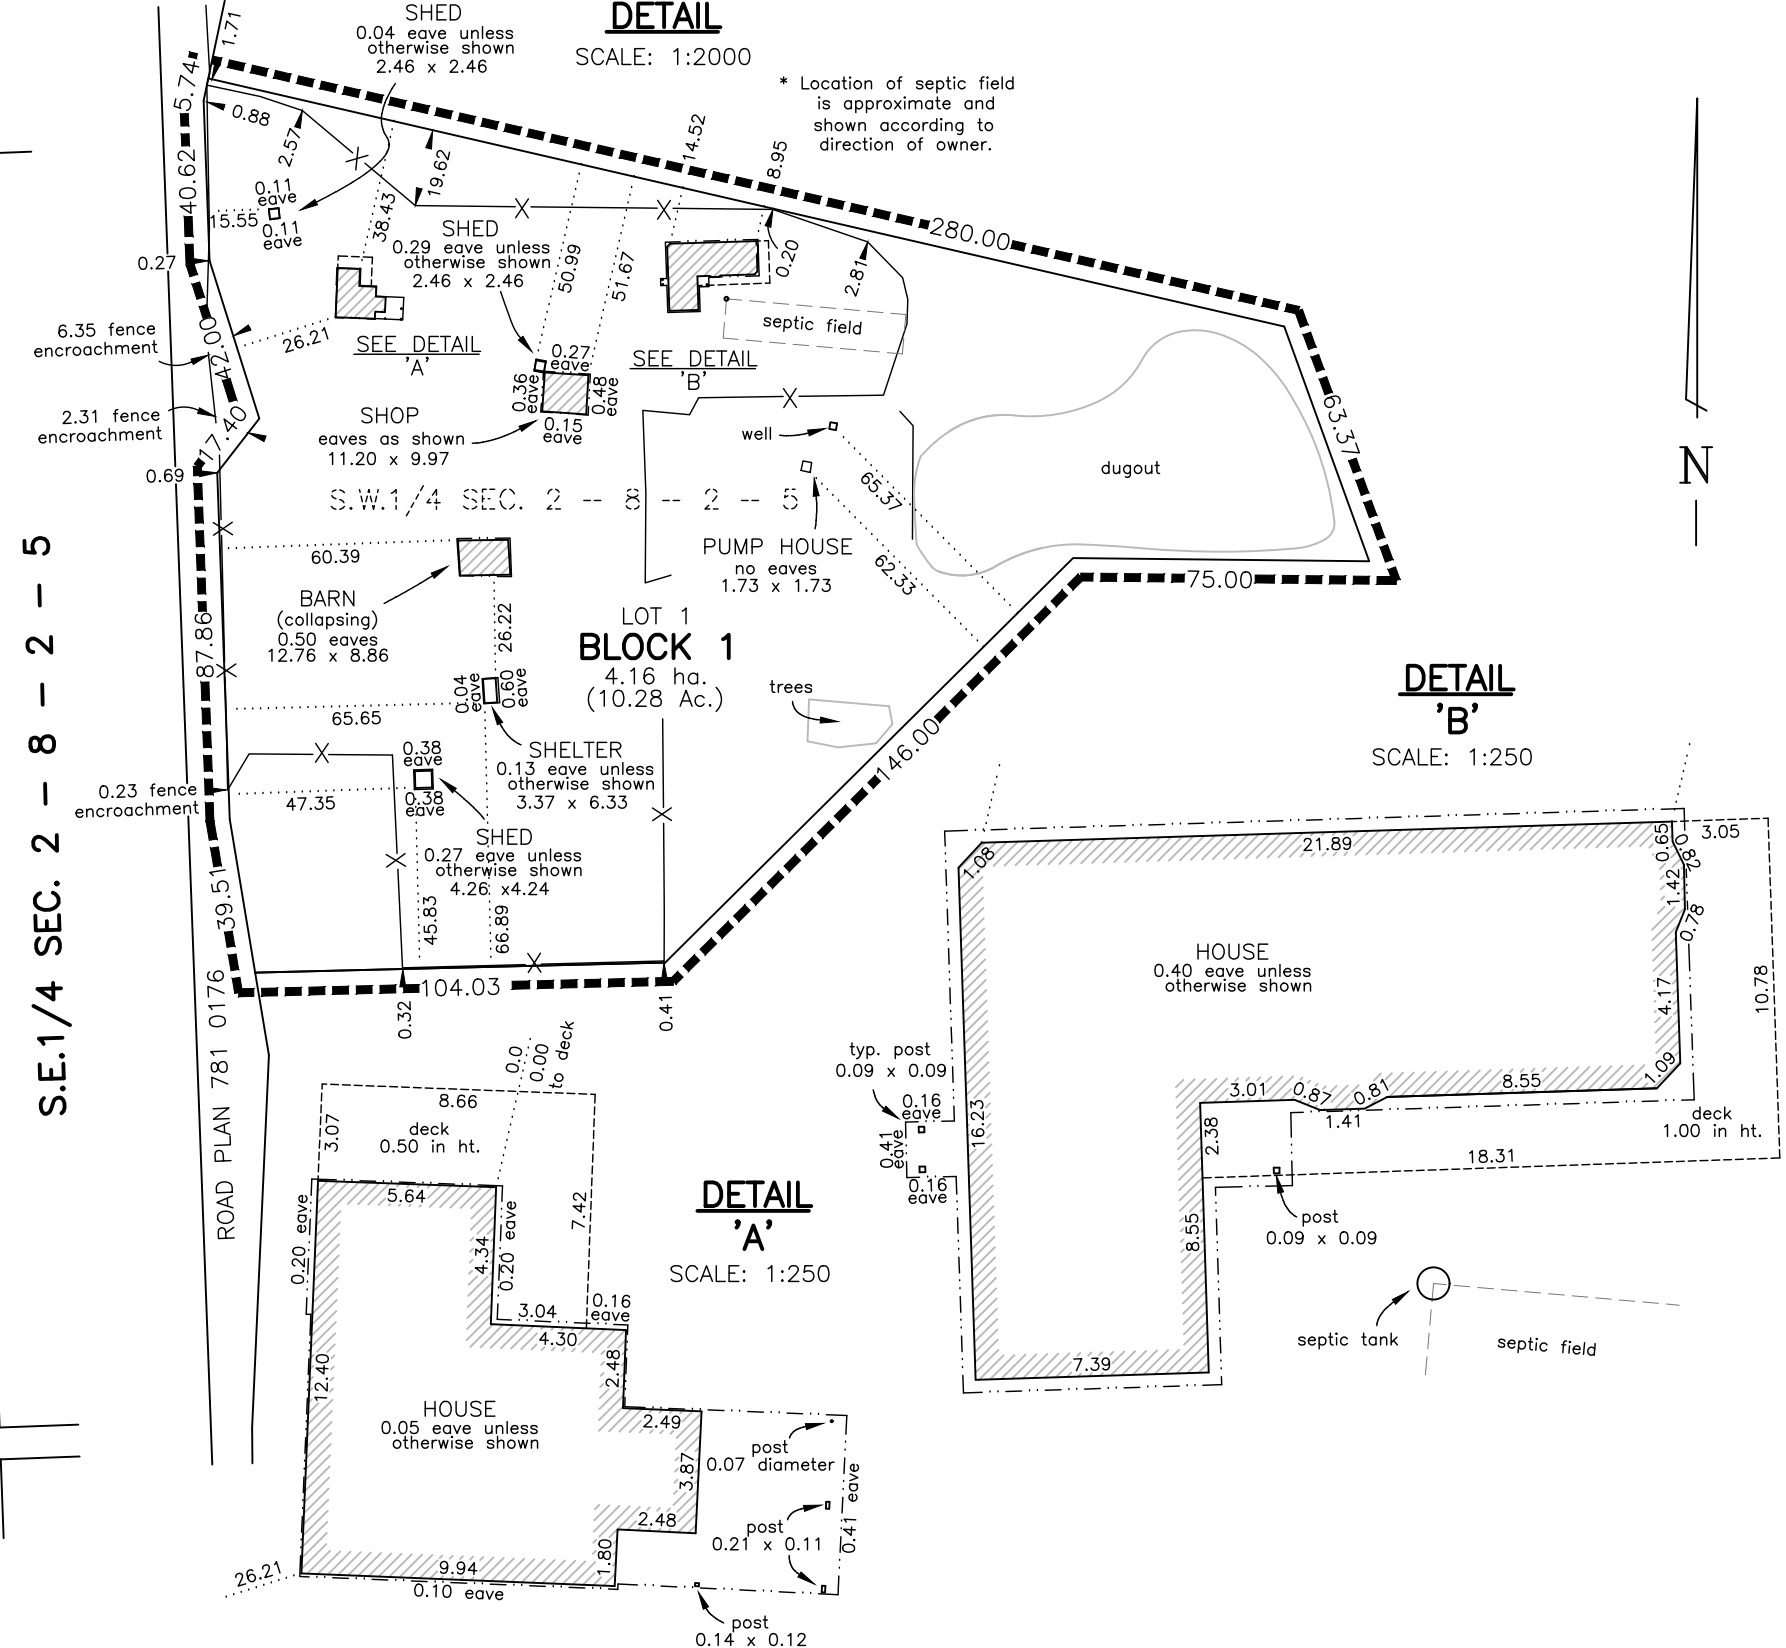 DETAIL
SCALE: 1:2000
* Location of septic field
is approximate and
shown according to
direction of owner.
SHED
0.04 eave unless
otherwise shown
2.46 x 2.46
1.71
5.74
0.88
2.57
40.62
19.62
14.52
8.95
0.11
eave
15.55
0.11
eave
38.43
0.27
280.00
SHED
0.29 eave unless
otherwise shown
2.46 x 2.46
50.99
51.67
0.20
2.81
septic field
6.35 fence
encroachment
42.00
26.21
SEE DETAIL
'A'
SEE DETAIL
'B'
0.27
eave
0.36
eave
0.48
eave
0.15
eave
2.31 fence
encroachment
17.40
0.69
SHOP
eaves as shown
11.20 x 9.97
well
63.37
dugout
N
S.W.1/4 SEC. 2 -- 8 -- 2 -- 5
65.37
62.33
PUMP HOUSE
no eaves
1.73 x 1.73
75.00
60.39
BARN
(collapsing)
0.50 eaves
12.76 x 8.86
26.22
87.86
LOT 1
BLOCK 1
4.16 ha.
(10.28 Ac.)
S.E.1/4 SEC. 2 - 8 - 2 - 5
0.04
eave
0.60
eave
65.65
trees
146.00
SHELTER
0.13 eave unless
otherwise shown
3.37 x 6.33
0.38
eave
0.38
eave
47.35
0.23 fence
encroachment
SHED
0.27 eave unless
otherwise shown
4.26 x4.24
39.51
45.83
66.89
104.03
0.32
0.41
ROAD PLAN 781 0176
DETAIL
'B'
SCALE: 1:250
1.08
21.89
0.65
0.82
3.05
1.42
0.78
HOUSE
0.40 eave unless
otherwise shown
4.17
10.78
1.09
typ. post
0.09 x 0.09
0.16
eave
0.41
eave
0.16
eave
16.23
3.01
0.87
0.81
8.55
1.41
2.38
deck
1.00 in ht.
18.31
post
0.09 x 0.09
8.55
7.39
septic tank
septic field
DETAIL
'A'
SCALE: 1:250
0.0
0.00
to deck
8.66
3.07
deck
0.50 in ht.
5.64
0.20 eave
4.34
0.20 eave
7.42
3.04
0.16
eave
4.30
2.48
12.40
HOUSE
0.05 eave unless
otherwise shown
2.49
post
0.07 diameter
3.87
0.41 eave
2.48
post
0.21 x 0.11
1.80
9.94
26.21
0.10 eave
post
0.14 x 0.12